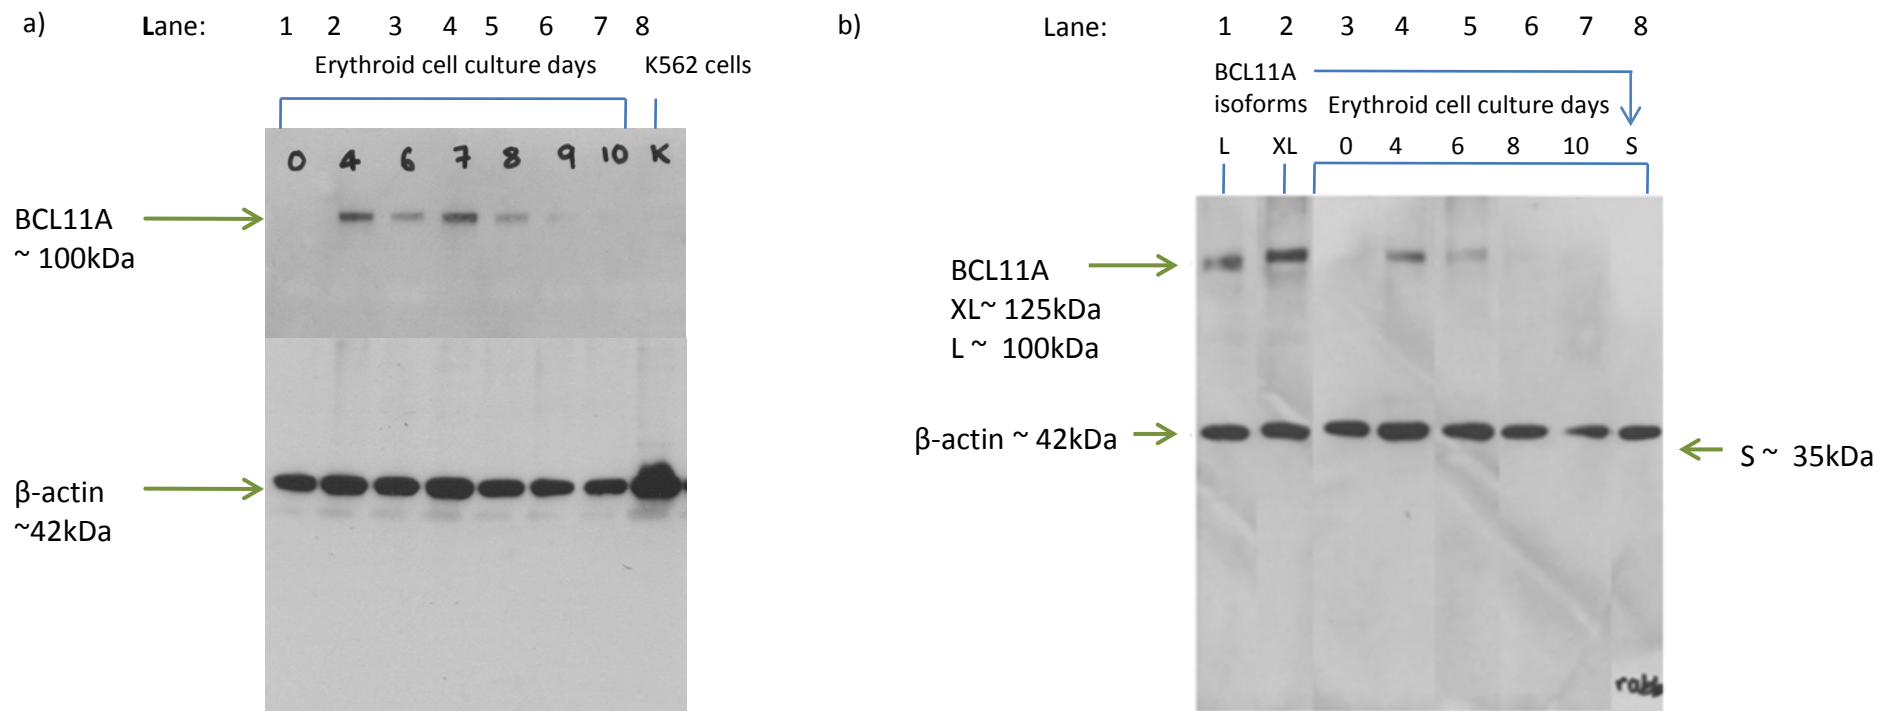 a) Lane: 1 2 3 4 5 6 7 8
Erythroid cell culture days K562 cells
0 4 6 7 8 9 10 K
BCL11A
~ 100kDa
β-actin
~42kDa
b) Lane: 1 2 3 4 5 6 7 8
BCL11A
isoforms Erythroid cell culture days
L XL 0 4 6 8 10 S
BCL11A
XL~ 125kDa
L ~ 100kDa
β-actin ~ 42kDa
S ~ 35kDa